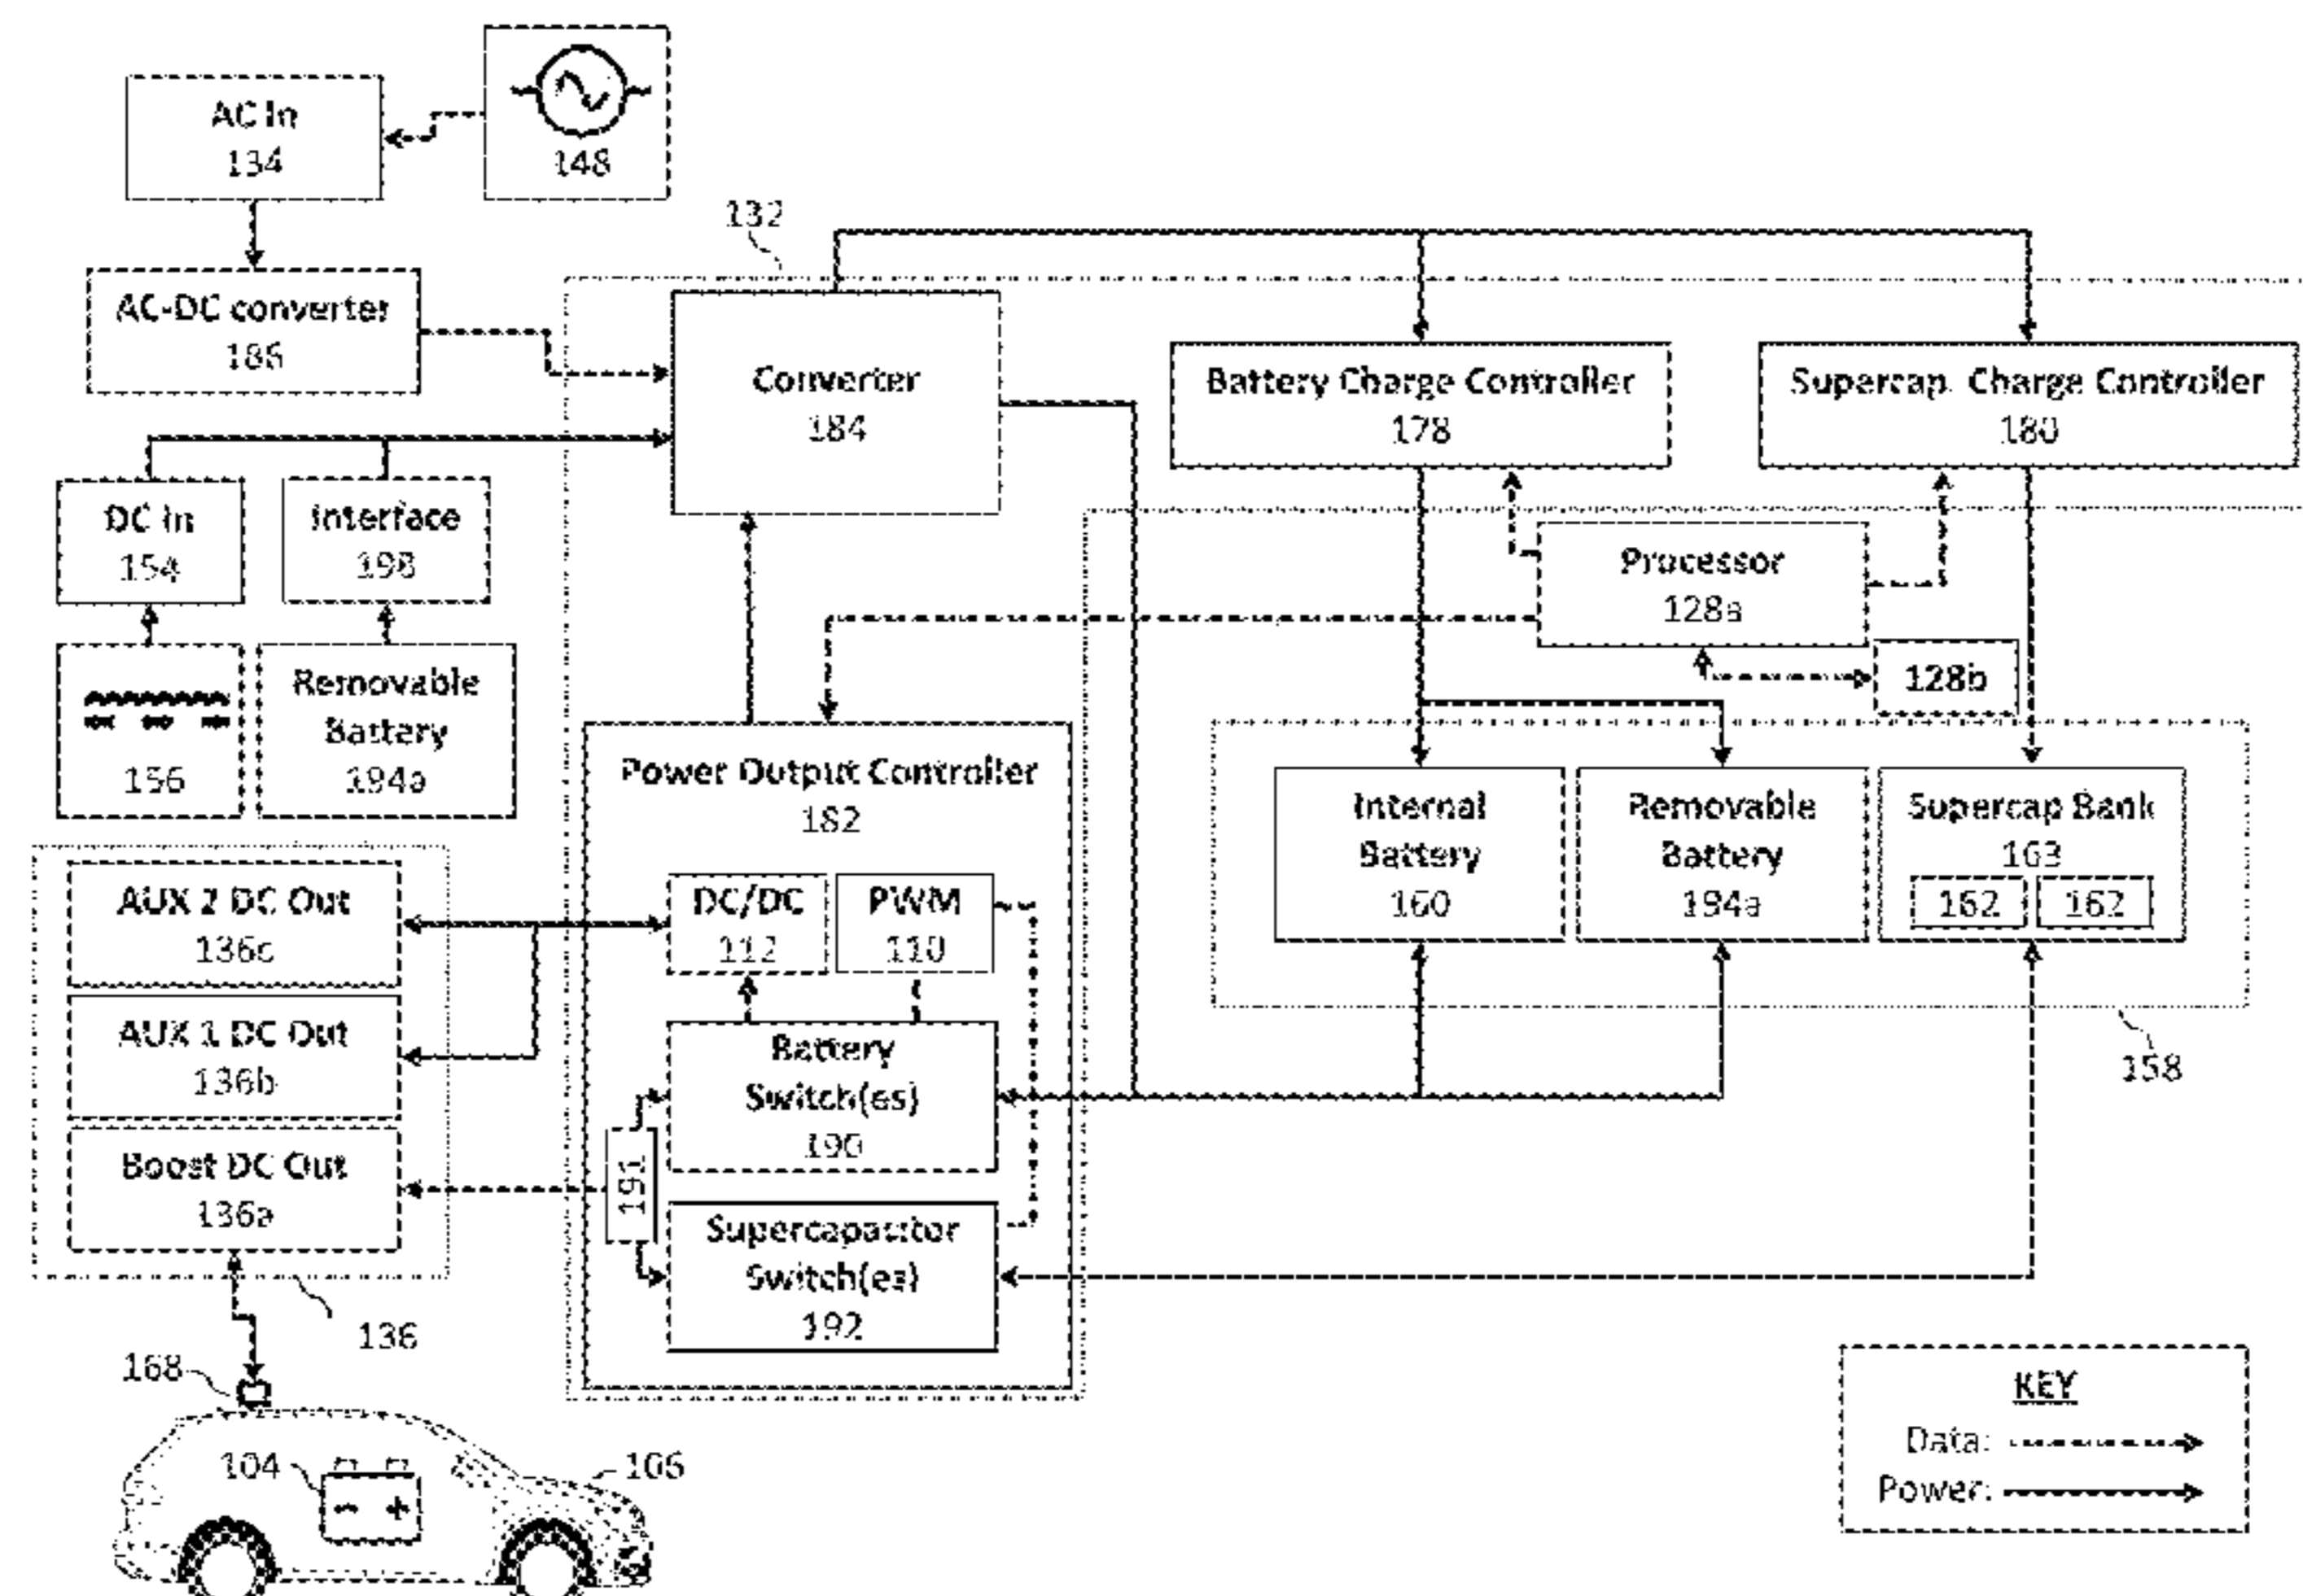 AC In
134
148
132
AC-DC converter
186
Converter
184
Battery Charge Controller
178
Supercap. Charge Controller
180
DC In
154
Interface
198
Processor
128a
128b
156
Removable
Battery
194a
Power Output Controller
182
Internal
Battery
160
Removable
Battery
194a
Supercap Bank
163
162
162
AUX 2 DC Out
136c
DC/DC
112
PWM
110
AUX 1 DC Out
136b
Battery
Switch(es)
190
158
Boost DC Out
136a
191
Supercapacitor
Switch(es)
192
136
168
KEY
Data:
Power:
104
106